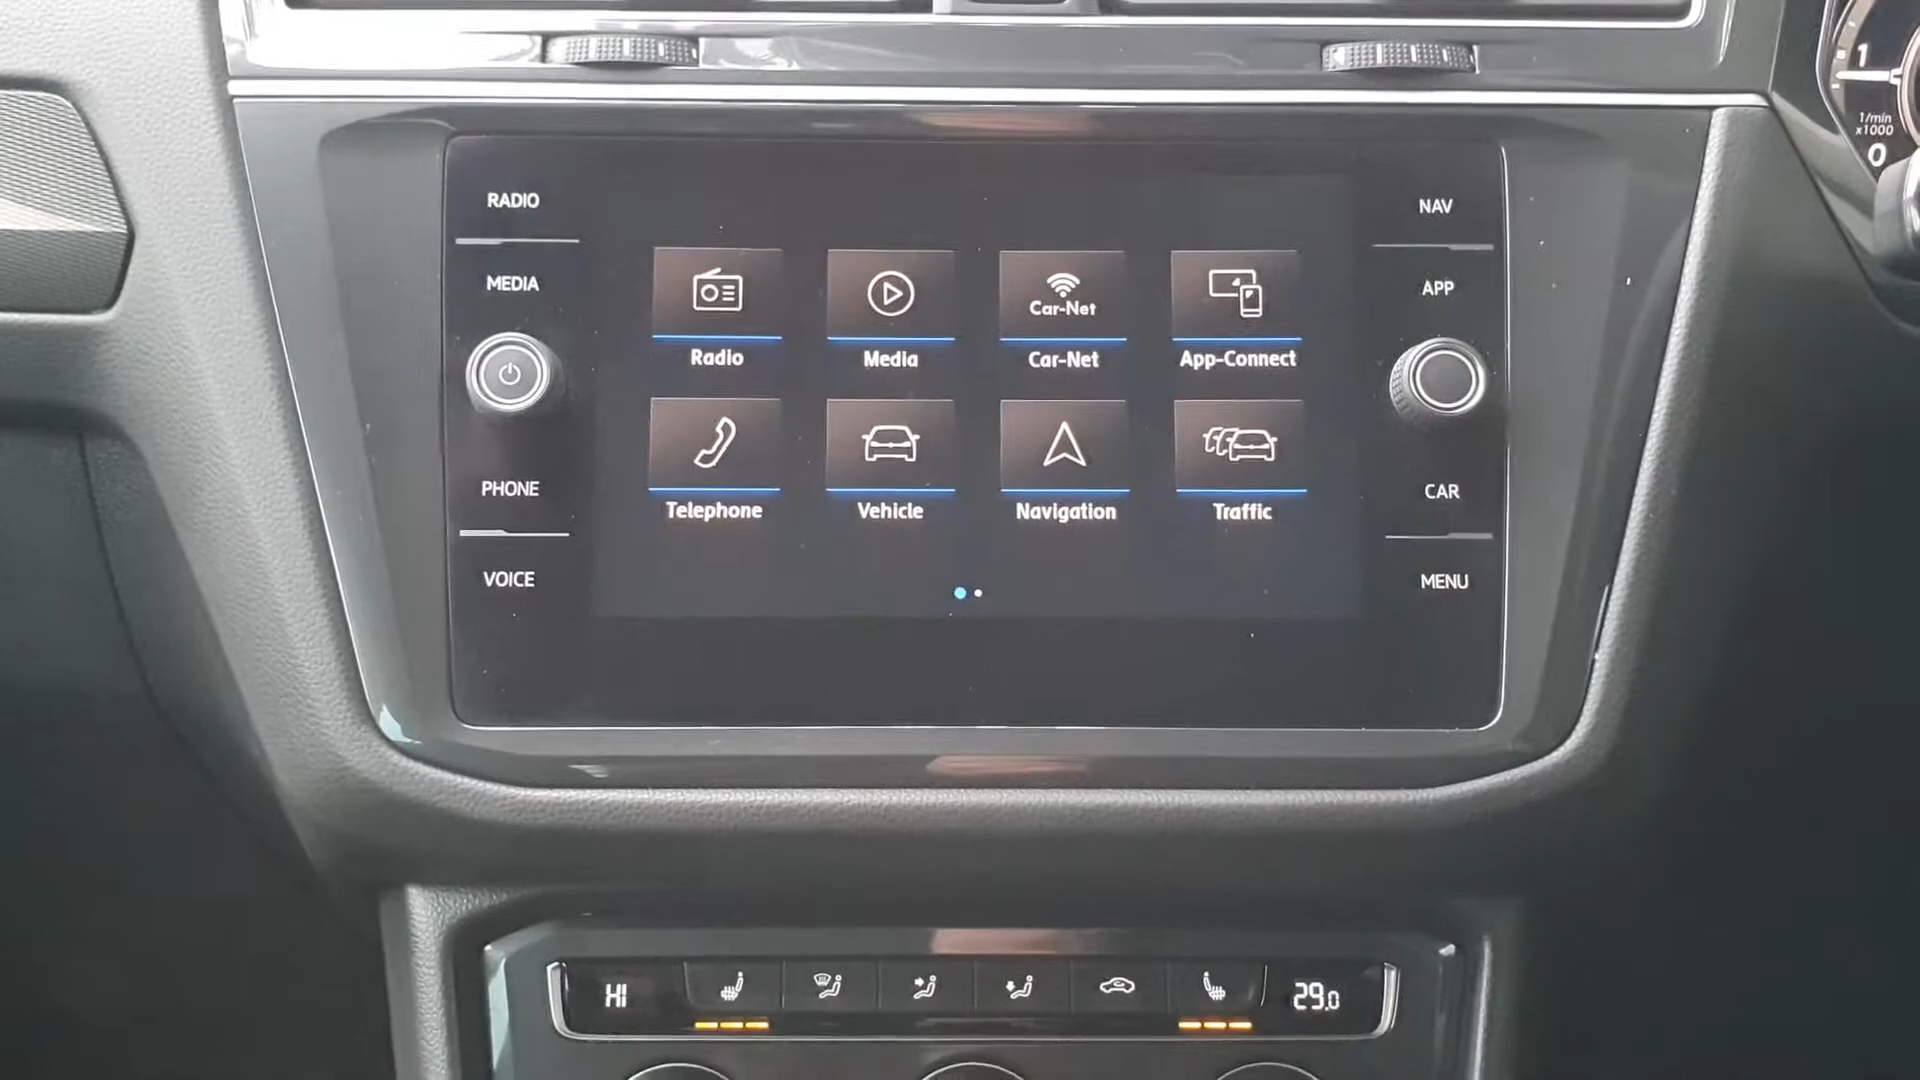 1
1/min
x1000
0
RADIO
MEDIA
PHONE
VOICE
Car-Net
Radio
Media
Car-Net
App-Connect
Telephone
Vehicle
Navigation
Traffic
NAV
APP
CAR
MENU
HI
29.0